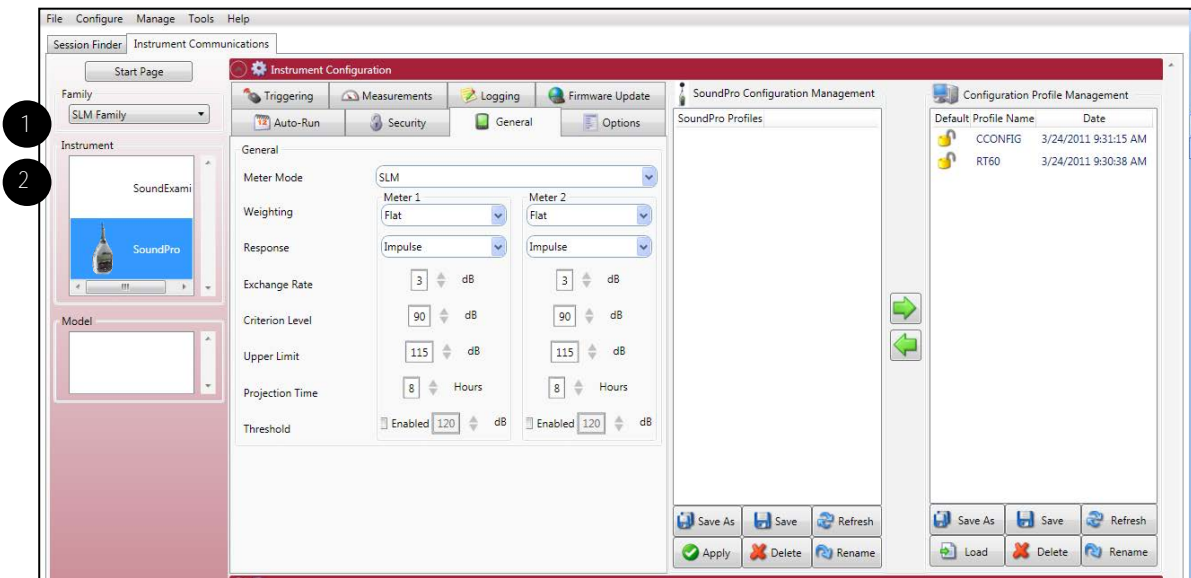 File Configure Manage Tools Help
Session Finder Instrument Communications
Start Page
Family
SLM Family
1
Instrument
2
SoundExami
SoundPro
Model
Instrument Configuration
Triggering Measurements Logging Firmware Update
12 Auto-Run Security General Options
General
Meter Mode SLM
Meter 1 Meter 2
Weighting Flat Flat
Response Impulse Impulse
Exchange Rate 3 dB 3 dB
Criterion Level 90 dB 90 dB
Upper Limit 115 dB 115 dB
Projection Time 8 Hours 8 Hours
Threshold Enabled 120 dB Enabled 120 dB
SoundPro Configuration Management
SoundPro Profiles
Save As Save Refresh
Apply Delete Rename
Configuration Profile Management
Default Profile Name Date
CCONFIG 3/24/2011 9:31:15 AM
RT60 3/24/2011 9:30:38 AM
Save As Save Refresh
Load Delete Rename